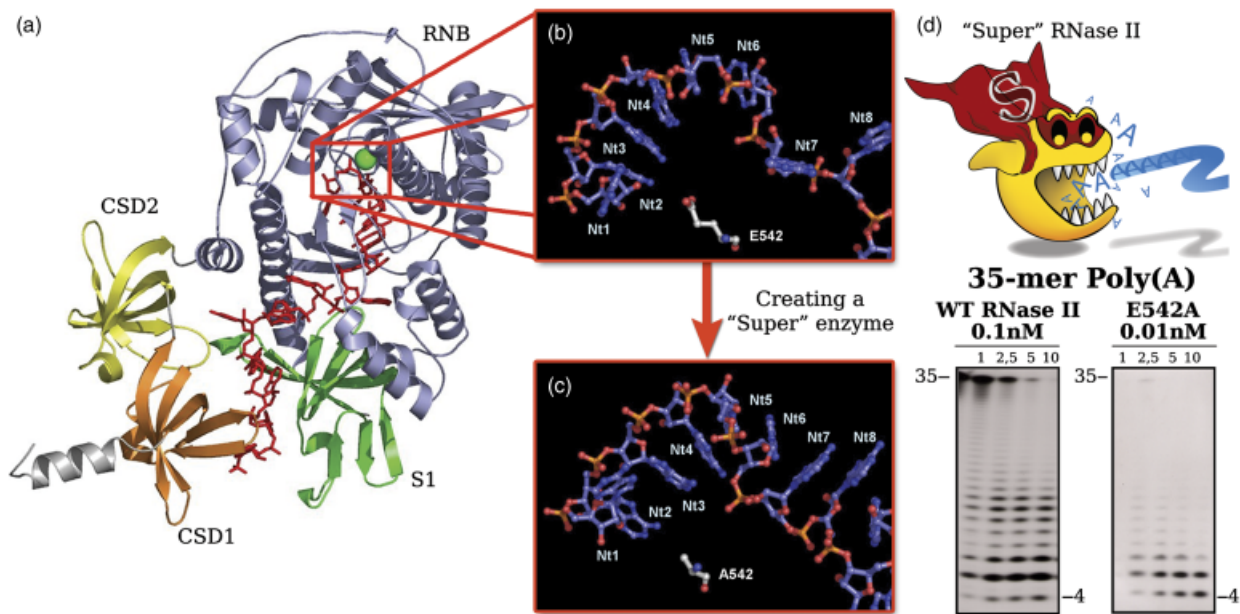 (a)
RNB
CSD2
CSD1
S1
(b)
Nt5
Nt6
Nt4
Nt8
Nt3
Nt7
Nt2
Nt1
E542
Creating a
"Super" enzyme
(c)
Nt5
Nt6
Nt4
Nt7
Nt8
Nt3
Nt2
Nt1
A542
(d)
"Super" RNase II
S
A
A
A
A
A
A
A
AAAAA
A
A
A
35-mer Poly(A)
WT RNase II
0.1nM
E542A
0.01nM
1 2,5 5 10
1 2,5 5 10
35–
35–
–4
–4